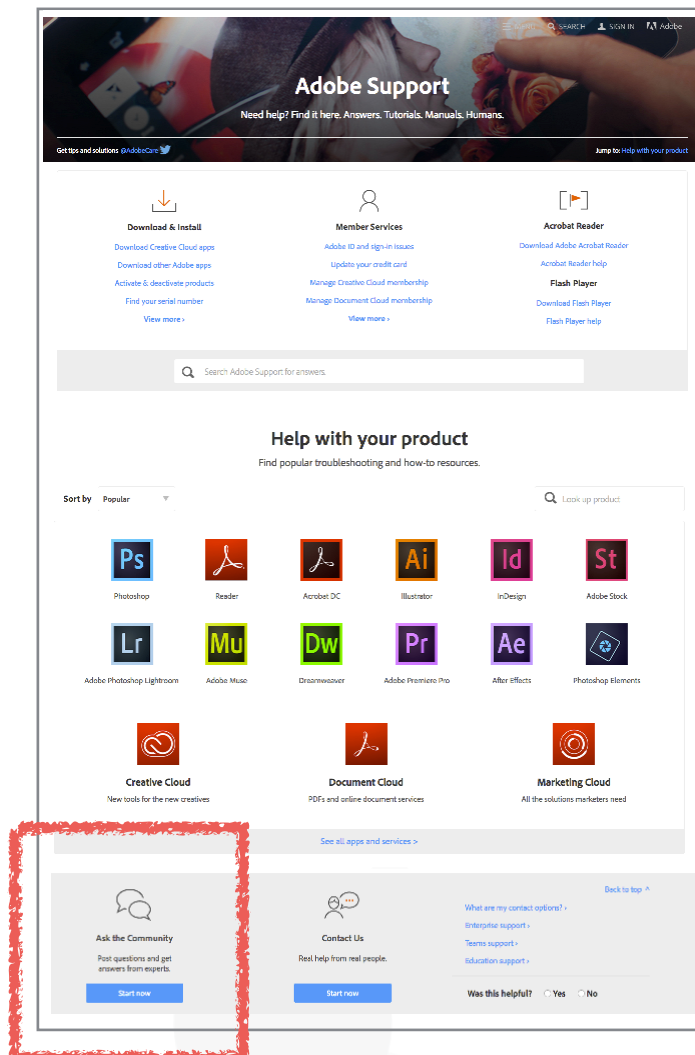 SEARCH SIGN IN Adobe
Adobe Support
Need help? Find it here. Answers. Tutorials. Manuals. Humans.
Get tips and solutions @AdobeCare Jump to: Help with your product
Download & Install
Download Creative Cloud apps
Download other Adobe apps
Activate & deactivate products
Find your serial number
View more ›
Member Services
Adobe ID and sign-in issues
Update your credit card
Manage Creative Cloud membership
Manage Document Cloud membership
View more ›
Acrobat Reader
Download Adobe Acrobat Reader
Acrobat Reader help
Flash Player
Download Flash Player
Flash Player help
Search Adobe Support for answers.
Help with your product
Find popular troubleshooting and how-to resources.
Sort by Popular Look up product
Ps Ai Id St
Photoshop Reader Acrobat DC Illustrator InDesign Adobe Stock
Lr Mu Dw Pr Ae
Adobe Photoshop Lightroom Adobe Muse Dreamweaver Adobe Premiere Pro After Effects Photoshop Elements
Creative Cloud
New tools for the new creatives
Document Cloud
PDFs and online document services
Marketing Cloud
All the solutions marketers need
See all apps and services >
Ask the Community
Post questions and get
answers from experts.
Start now
Contact Us
Real help from real people.
Start now
Back to top ^
What are my contact options? ›
Enterprise support ›
Teams support ›
Education support ›
Was this helpful? Yes No